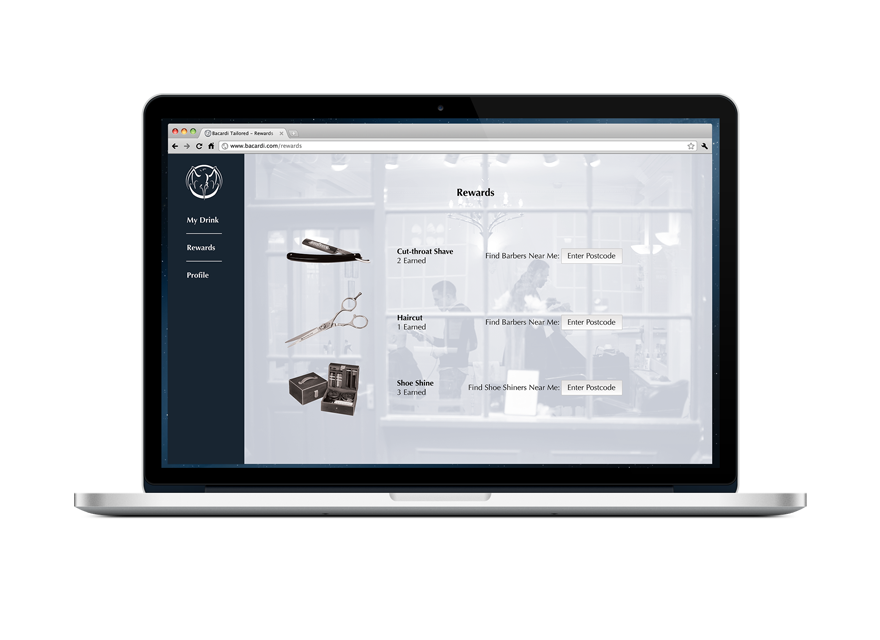 Bacardi Tailored – Rewards
www.bacardi.com/rewards
My Drink
Rewards
Profile
Rewards
Cut-throat Shave
2 Earned
Find Barbers Near Me: Enter Postcode
Haircut
1 Earned
Find Barbers Near Me: Enter Postcode
Shoe Shine
3 Earned
Find Shoe Shiners Near Me: Enter Postcode